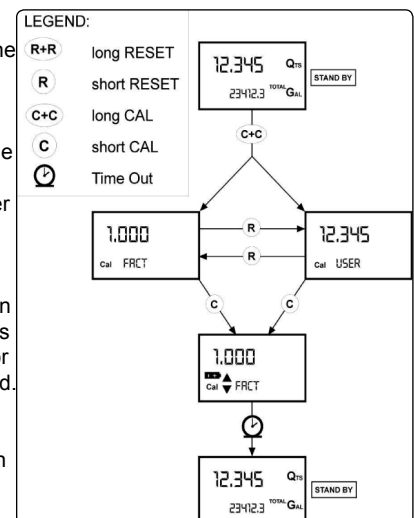 LEGEND:
R+R long RESET
R short RESET
C+C long CAL
C short CAL
Time Out
12.345 QTS
23412.3 TOTAL GAL
STAND BY
C+C
1.000
Cal FACT
R
R
12.345
Cal USER
C
C
1.000
Cal FACT
12.345 QTS
23412.3 TOTAL GAL
STAND BY